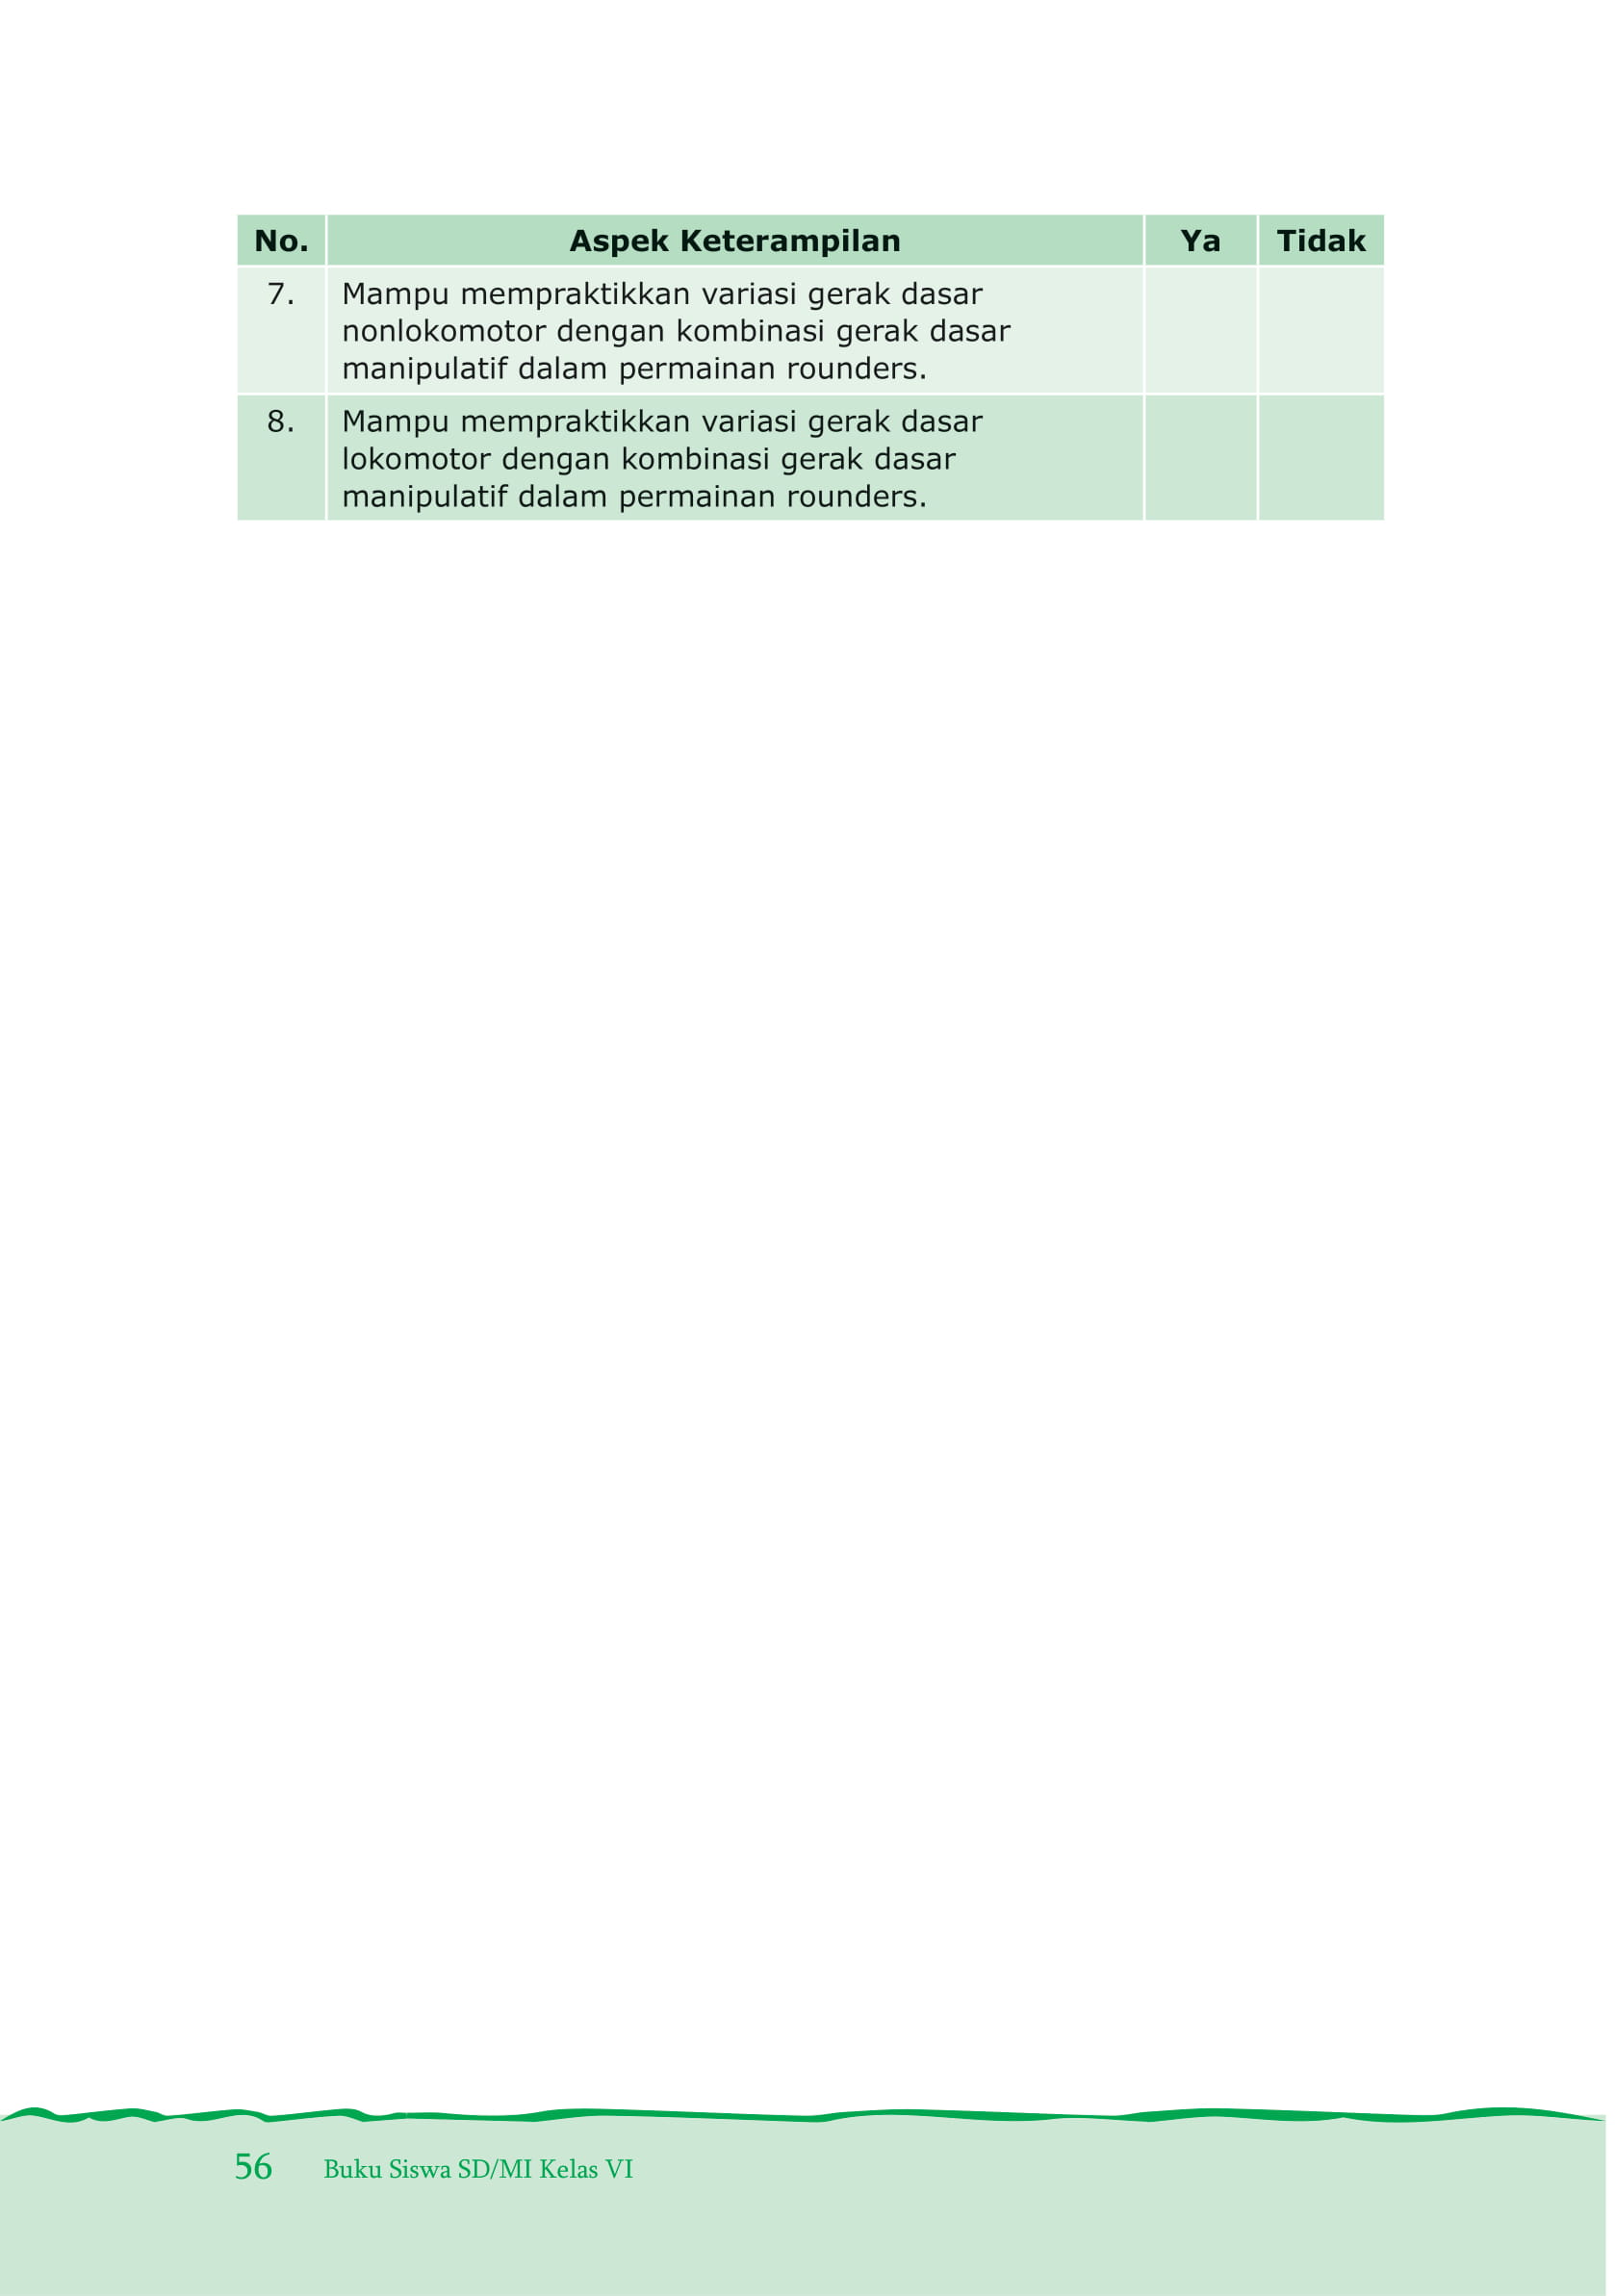 No. Aspek Keterampilan Ya Tidak
7. Mampu mempraktikkan variasi gerak dasar
nonlokomotor dengan kombinasi gerak dasar
manipulatif dalam permainan rounders.
8. Mampu mempraktikkan variasi gerak dasar
lokomotor dengan kombinasi gerak dasar
manipulatif dalam permainan rounders.
56 Buku Siswa SD/MI Kelas VI